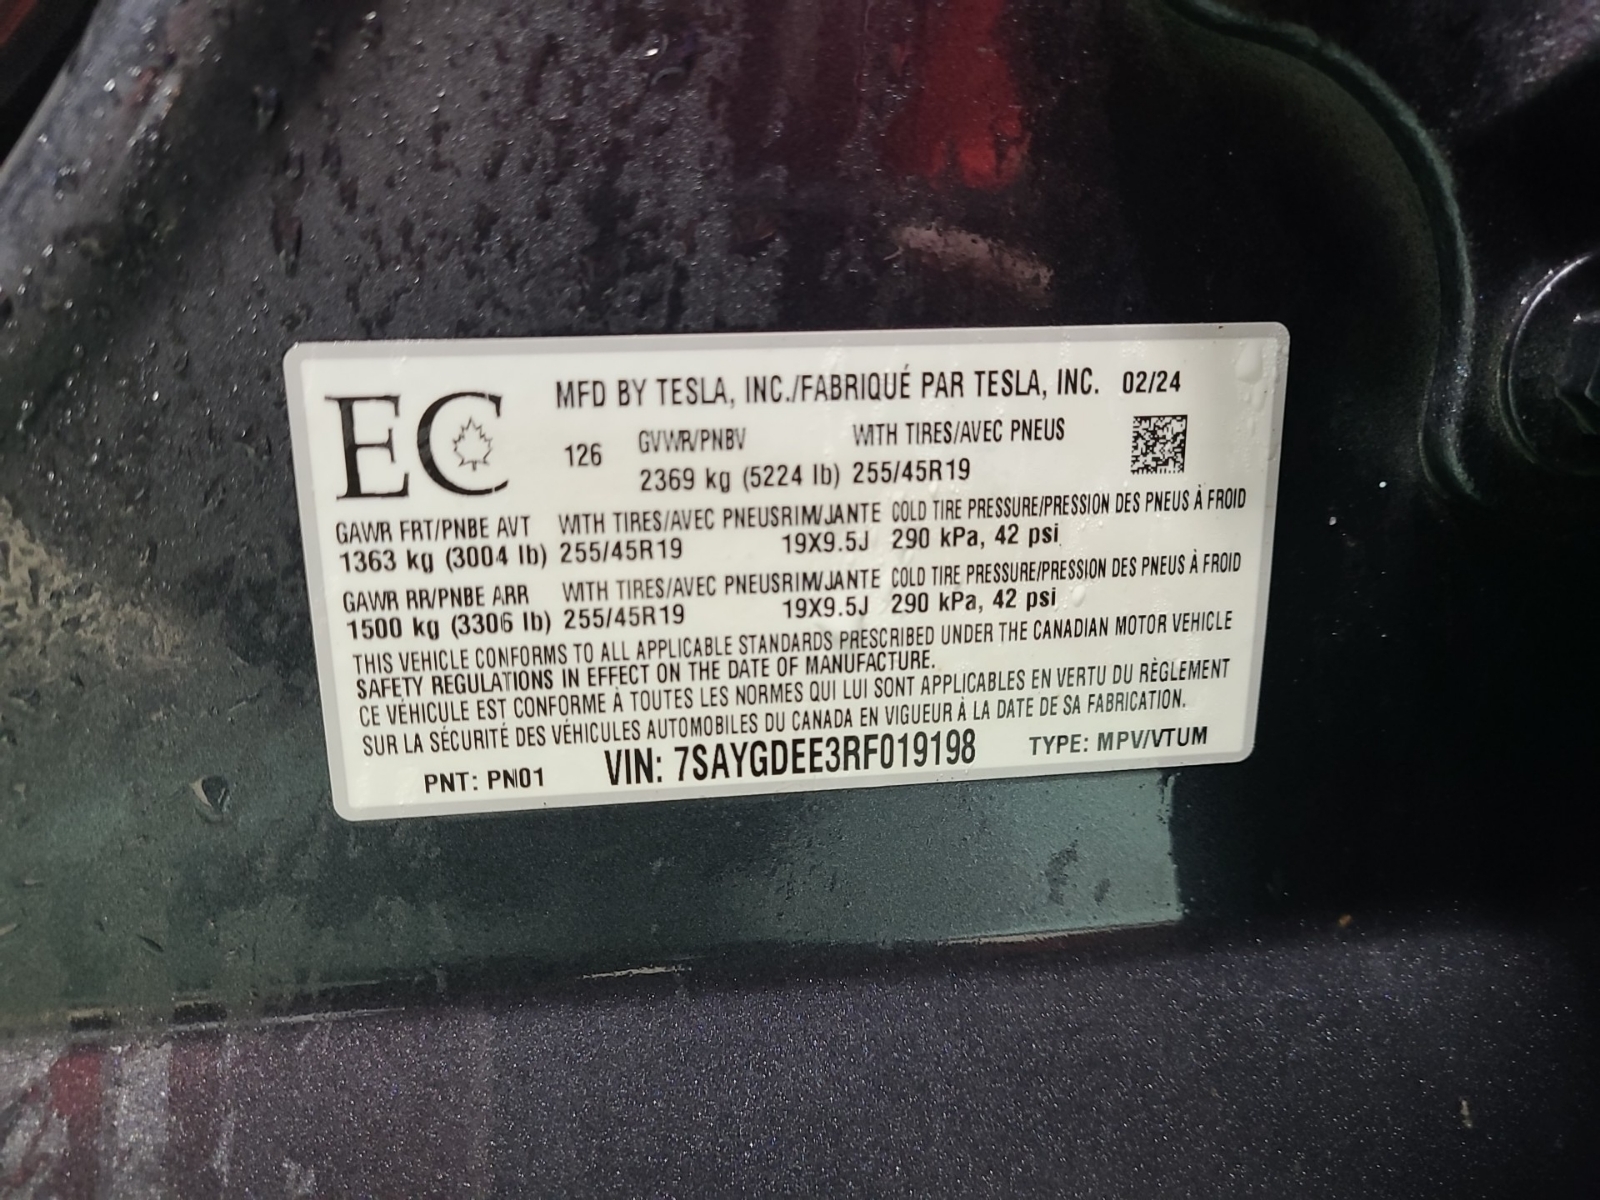 EC
MFD BY TESLA, INC./FABRIQUÉ PAR TESLA, INC. 02/24
126 GVWR/PNBV WITH TIRES/AVEC PNEUS
2369 kg (5224 lb) 255/45R19
GAWR FRT/PNBE AVT WITH TIRES/AVEC PNEUS RIM/JANTE COLD TIRE PRESSURE/PRESSION DES PNEUS À FROID
1363 kg (3004 lb) 255/45R19 19X9.5J 290 kPa, 42 psi
GAWR RR/PNBE ARR WITH TIRES/AVEC PNEUS RIM/JANTE COLD TIRE PRESSURE/PRESSION DES PNEUS À FROID
1500 kg (3306 lb) 255/45R19 19X9.5J 290 kPa, 42 psi
THIS VEHICLE CONFORMS TO ALL APPLICABLE STANDARDS PRESCRIBED UNDER THE CANADIAN MOTOR VEHICLE
SAFETY REGULATIONS IN EFFECT ON THE DATE OF MANUFACTURE.
CE VÉHICULE EST CONFORME À TOUTES LES NORMES QUI LUI SONT APPLICABLES EN VERTU DU RÈGLEMENT
SUR LA SÉCURITÉ DES VÉHICULES AUTOMOBILES DU CANADA EN VIGUEUR À LA DATE DE SA FABRICATION.
PNT: PN01 VIN: 7SAYGDEE3RF019198 TYPE: MPV/VTUM